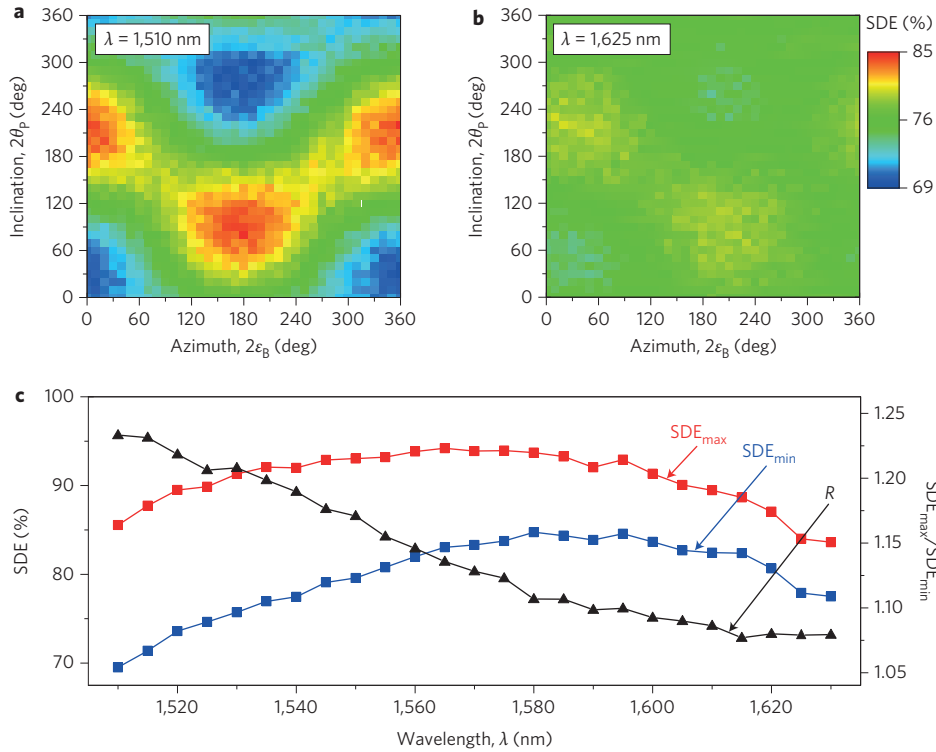 a
λ = 1,510 nm
360
300
240
180
120
60
0
Inclination, 2θP (deg)
0 60 120 180 240 300 360
Azimuth, 2εB (deg)
b
λ = 1,625 nm
360
300
240
180
120
60
0
Inclination, 2θP (deg)
0 60 120 180 240 300 360
Azimuth, 2εB (deg)
SDE (%)
85
76
69
c
100
90
80
70
SDE (%)
SDEmax
SDEmin
R
1.25
1.20
1.15
1.10
1.05
SDEmax/SDEmin
1,520 1,540 1,560 1,580 1,600 1,620
Wavelength, λ (nm)